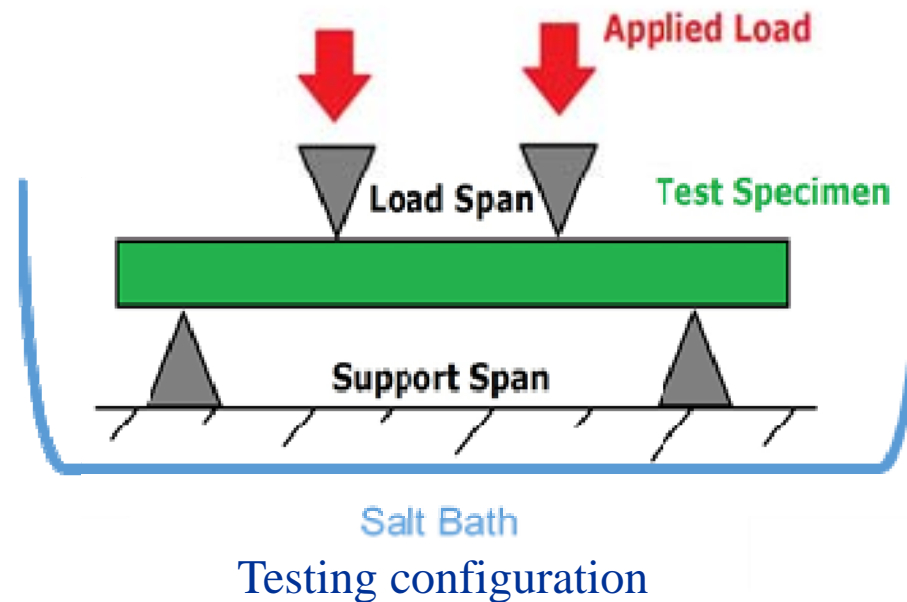 Applied Load
Load Span
Test Specimen
Support Span
Salt Bath
Testing configuration